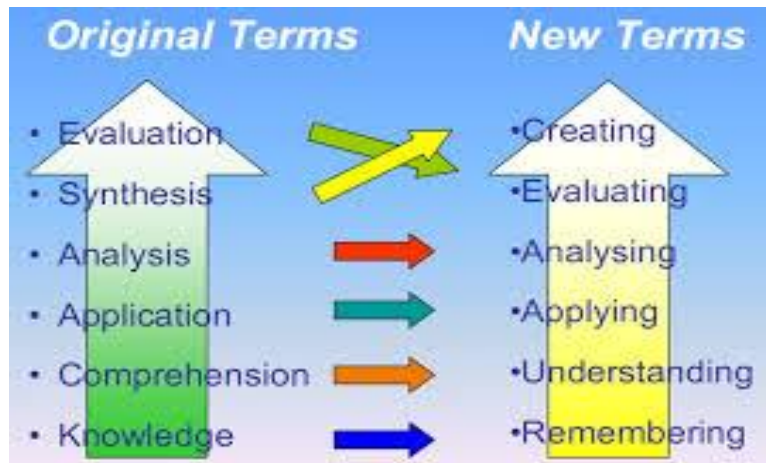 Original Terms New Terms
• Evaluation •Creating
• Synthesis •Evaluating
• Analysis •Analysing
• Application •Applying
• Comprehension •Understanding
• Knowledge •Remembering